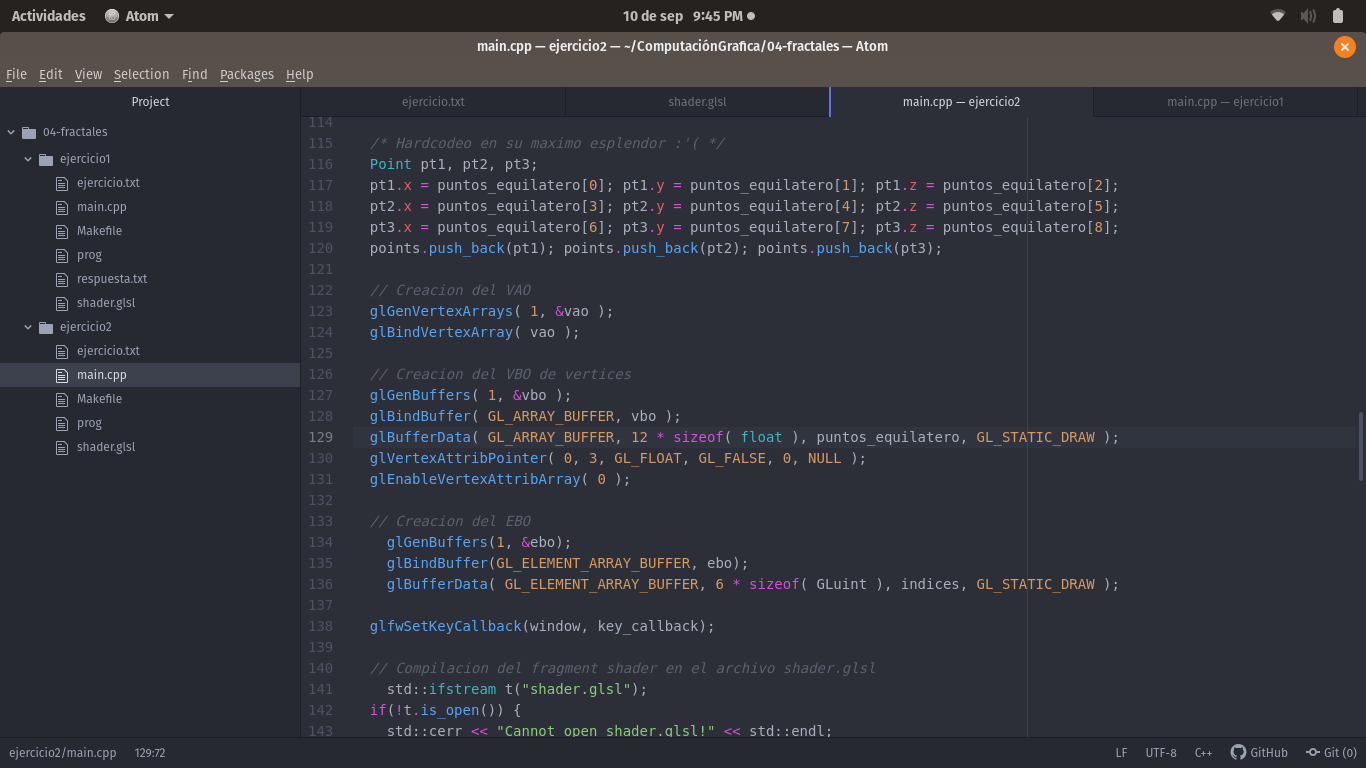 Actividades Atom 10 de sep 9:45 PM
main.cpp — ejercicio2 — ~/ComputaciónGrafica/04-fractales — Atom
File Edit View Selection Find Packages Help
Project
04-fractales
ejercicio1
ejercicio.txt
main.cpp
Makefile
prog
respuesta.txt
shader.glsl
ejercicio2
ejercicio.txt
main.cpp
Makefile
prog
shader.glsl
ejercicio.txt shader.glsl main.cpp — ejercicio2 main.cpp — ejercicio1
114
115 /* Hardcodeo en su maximo esplendor :'( */
116 Point pt1, pt2, pt3;
117 pt1.x = puntos_equilatero[0]; pt1.y = puntos_equilatero[1]; pt1.z = puntos_equilatero[2];
118 pt2.x = puntos_equilatero[3]; pt2.y = puntos_equilatero[4]; pt2.z = puntos_equilatero[5];
119 pt3.x = puntos_equilatero[6]; pt3.y = puntos_equilatero[7]; pt3.z = puntos_equilatero[8];
120 points.push_back(pt1); points.push_back(pt2); points.push_back(pt3);
121
122 // Creacion del VAO
123 glGenVertexArrays( 1, &vao );
124 glBindVertexArray( vao );
125
126 // Creacion del VBO de vertices
127 glGenBuffers( 1, &vbo );
128 glBindBuffer( GL_ARRAY_BUFFER, vbo );
129 glBufferData( GL_ARRAY_BUFFER, 12 * sizeof( float ), puntos_equilatero, GL_STATIC_DRAW );
130 glVertexAttribPointer( 0, 3, GL_FLOAT, GL_FALSE, 0, NULL );
131 glEnableVertexAttribArray( 0 );
132
133 // Creacion del EBO
134 glGenBuffers(1, &ebo);
135 glBindBuffer(GL_ELEMENT_ARRAY_BUFFER, ebo);
136 glBufferData( GL_ELEMENT_ARRAY_BUFFER, 6 * sizeof( GLuint ), indices, GL_STATIC_DRAW );
137
138 glfwSetKeyCallback(window, key_callback);
139
140 // Compilacion del fragment shader en el archivo shader.glsl
141 std::ifstream t("shader.glsl");
142 if(!t.is_open()) {
143 std::cerr << "Cannot open shader.glsl!" << std::endl;
ejercicio2/main.cpp 129:72 LF UTF-8 C++ GitHub Git (0)